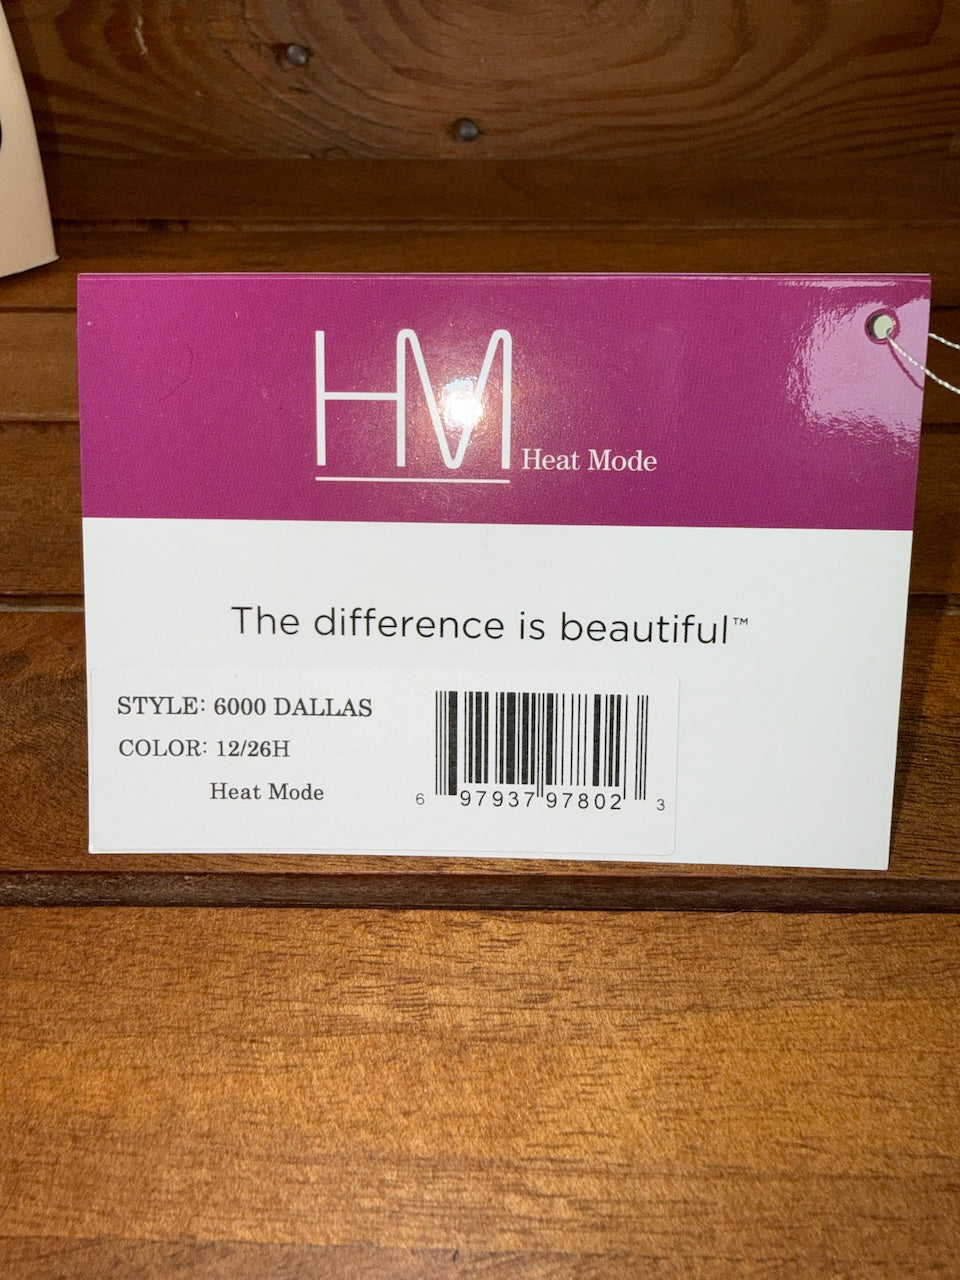 HM Heat Mode
The difference is beautiful™
STYLE: 6000 DALLAS
COLOR: 12/26H
Heat Mode
6 97937 97802 3